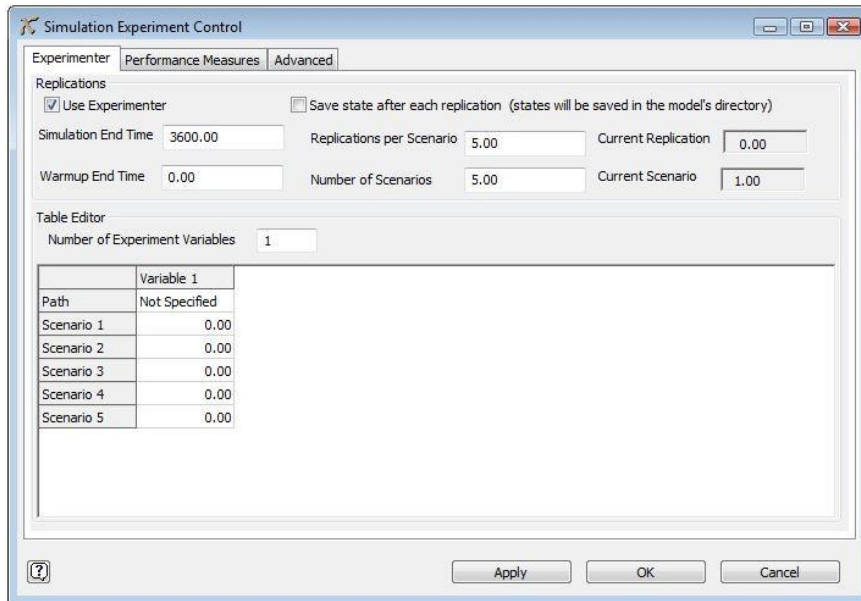 Simulation Experiment Control
Experimenter Performance Measures Advanced
Replications
Use Experimenter Save state after each replication (states will be saved in the model's directory)
Simulation End Time 3600.00 Replications per Scenario 5.00 Current Replication 0.00
Warmup End Time 0.00 Number of Scenarios 5.00 Current Scenario 1.00
Table Editor
Number of Experiment Variables 1
Variable 1
Path Not Specified
Scenario 1 0.00
Scenario 2 0.00
Scenario 3 0.00
Scenario 4 0.00
Scenario 5 0.00
? Apply OK Cancel